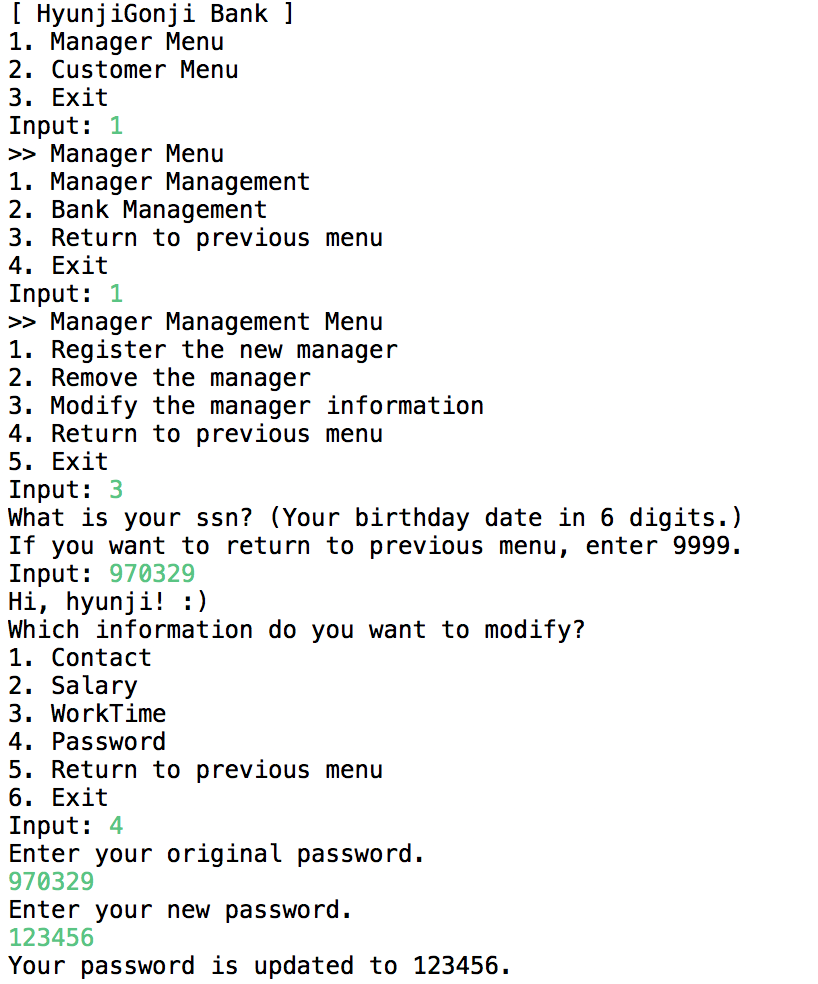 [ HyunjiGonji Bank ]
1. Manager Menu
2. Customer Menu
3. Exit
Input: 1
>> Manager Menu
1. Manager Management
2. Bank Management
3. Return to previous menu
4. Exit
Input: 1
>> Manager Management Menu
1. Register the new manager
2. Remove the manager
3. Modify the manager information
4. Return to previous menu
5. Exit
Input: 3
What is your ssn? (Your birthday date in 6 digits.)
If you want to return to previous menu, enter 9999.
Input: 970329
Hi, hyunji! :)
Which information do you want to modify?
1. Contact
2. Salary
3. WorkTime
4. Password
5. Return to previous menu
6. Exit
Input: 4
Enter your original password.
970329
Enter your new password.
123456
Your password is updated to 123456.